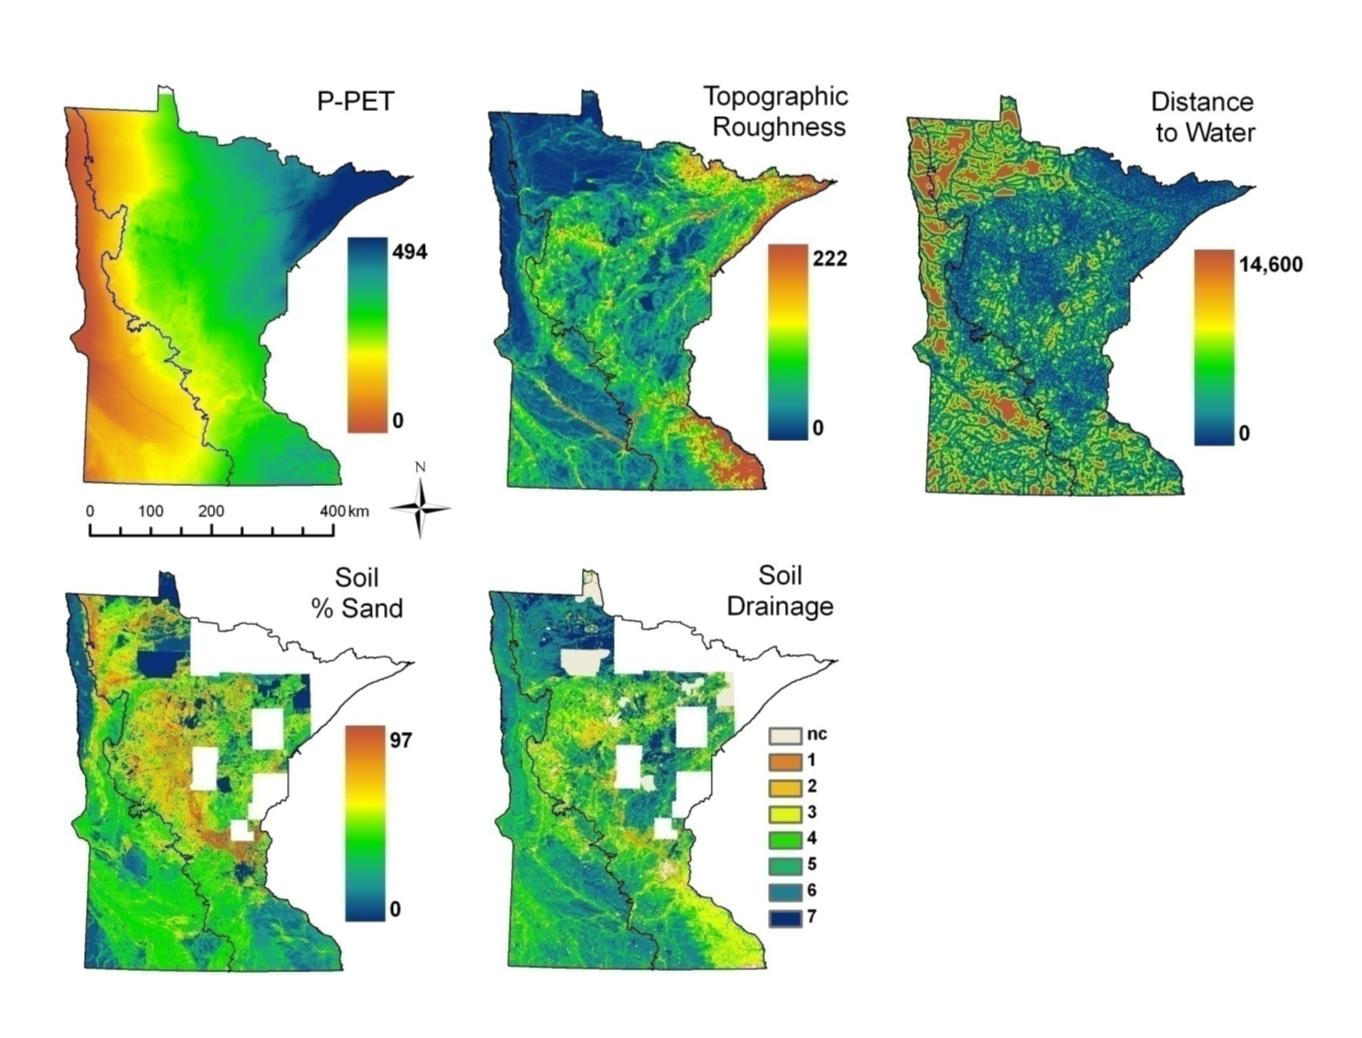 P-PET
494
0
Topographic
Roughness
222
0
Distance
to Water
14,600
0
N
0 100 200 400 km
Soil
% Sand
97
0
Soil
Drainage
nc
1
2
3
4
5
6
7